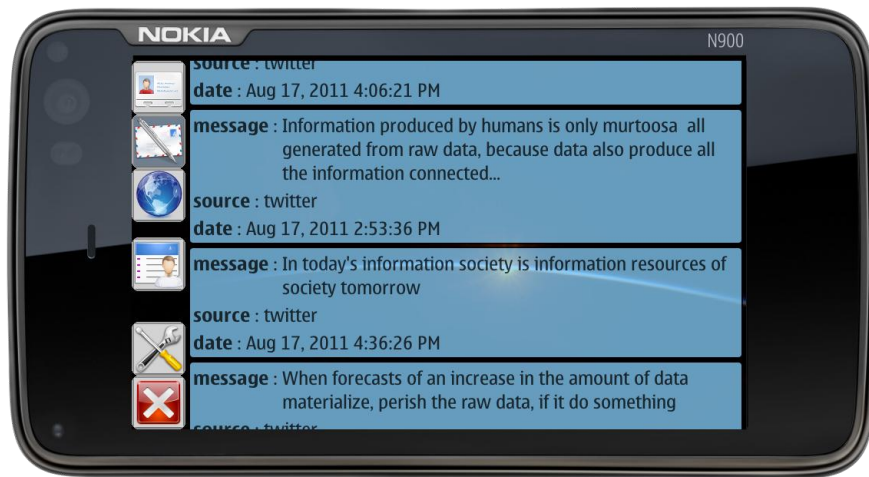 NOKIA
N900
source : twitter
date : Aug 17, 2011 4:06:21 PM
message : Information produced by humans is only murtoosa all
generated from raw data, because data also produce all
the information connected...
source : twitter
date : Aug 17, 2011 2:53:36 PM
message : In today's information society is information resources of
society tomorrow
source : twitter
date : Aug 17, 2011 4:36:26 PM
message : When forecasts of an increase in the amount of data
materialize, perish the raw data, if it do something
source : twitter